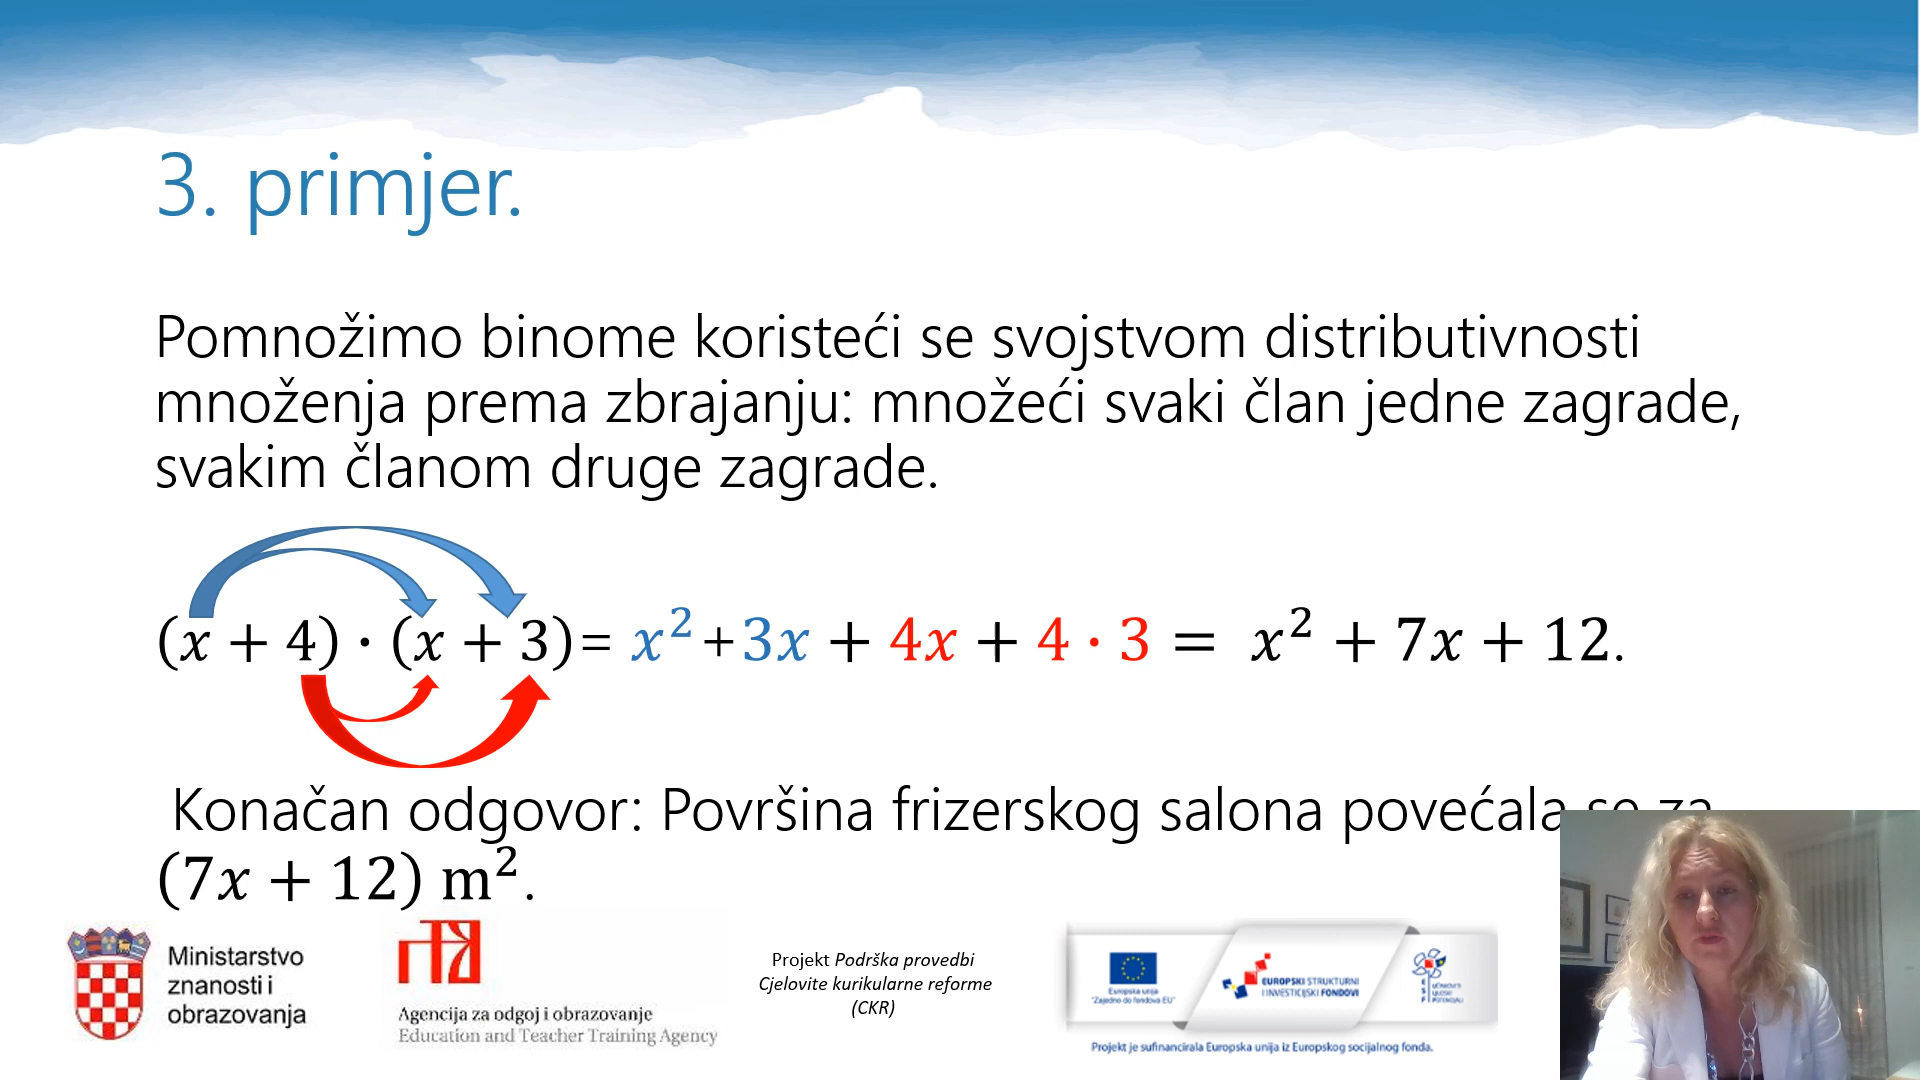 3. primjer.
Pomnožimo binome koristeći se svojstvom distributivnosti
množenja prema zbrajanju: množeći svaki član jedne zagrade,
svakim članom druge zagrade.
(x + 4) · (x + 3) = x² + 3x + 4x + 4 · 3 = x² + 7x + 12.
Konačan odgovor: Površina frizerskog salona povećala se za
(7x + 12) m².
Ministarstvo
znanosti i
obrazovanja
Agencija za odgoj i obrazovanje
Education and Teacher Training Agency
Projekt Podrška provedbi
Cjelovite kurikularne reforme
(CKR)
Europska unija
"Zajedno do fondova EU"
EUROPSKI STRUKTURNI
I INVESTICIJSKI FONDOVI
Projekt je sufinancirala Europska unija iz Europskog socijalnog fonda.